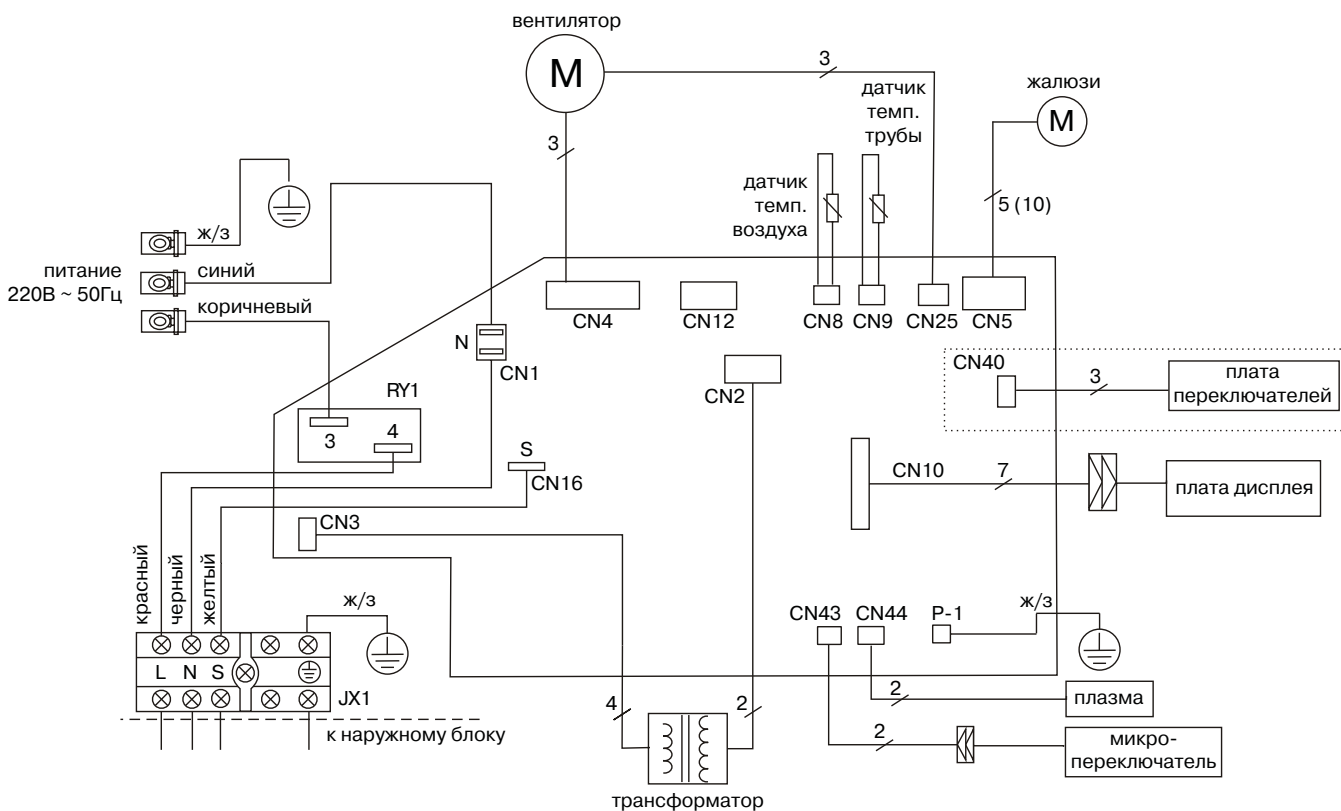 вентилятор
M
3
3
датчик
темп.
трубы
жалюзи
M
5 (10)
датчик
темп.
воздуха
ж/з
питание
220В ~ 50Гц
синий
коричневый
CN4
CN12
CN8
CN9
CN25
CN5
N
CN1
CN2
CN40
3
плата
переключателей
RY1
3
4
S
CN16
CN10
7
плата дисплея
CN3
красный
черный
желтый
ж/з
L
N
S
JX1
к наружному блоку
CN43
CN44
P-1
ж/з
4
2
2
плазма
2
микро-
переключатель
трансформатор